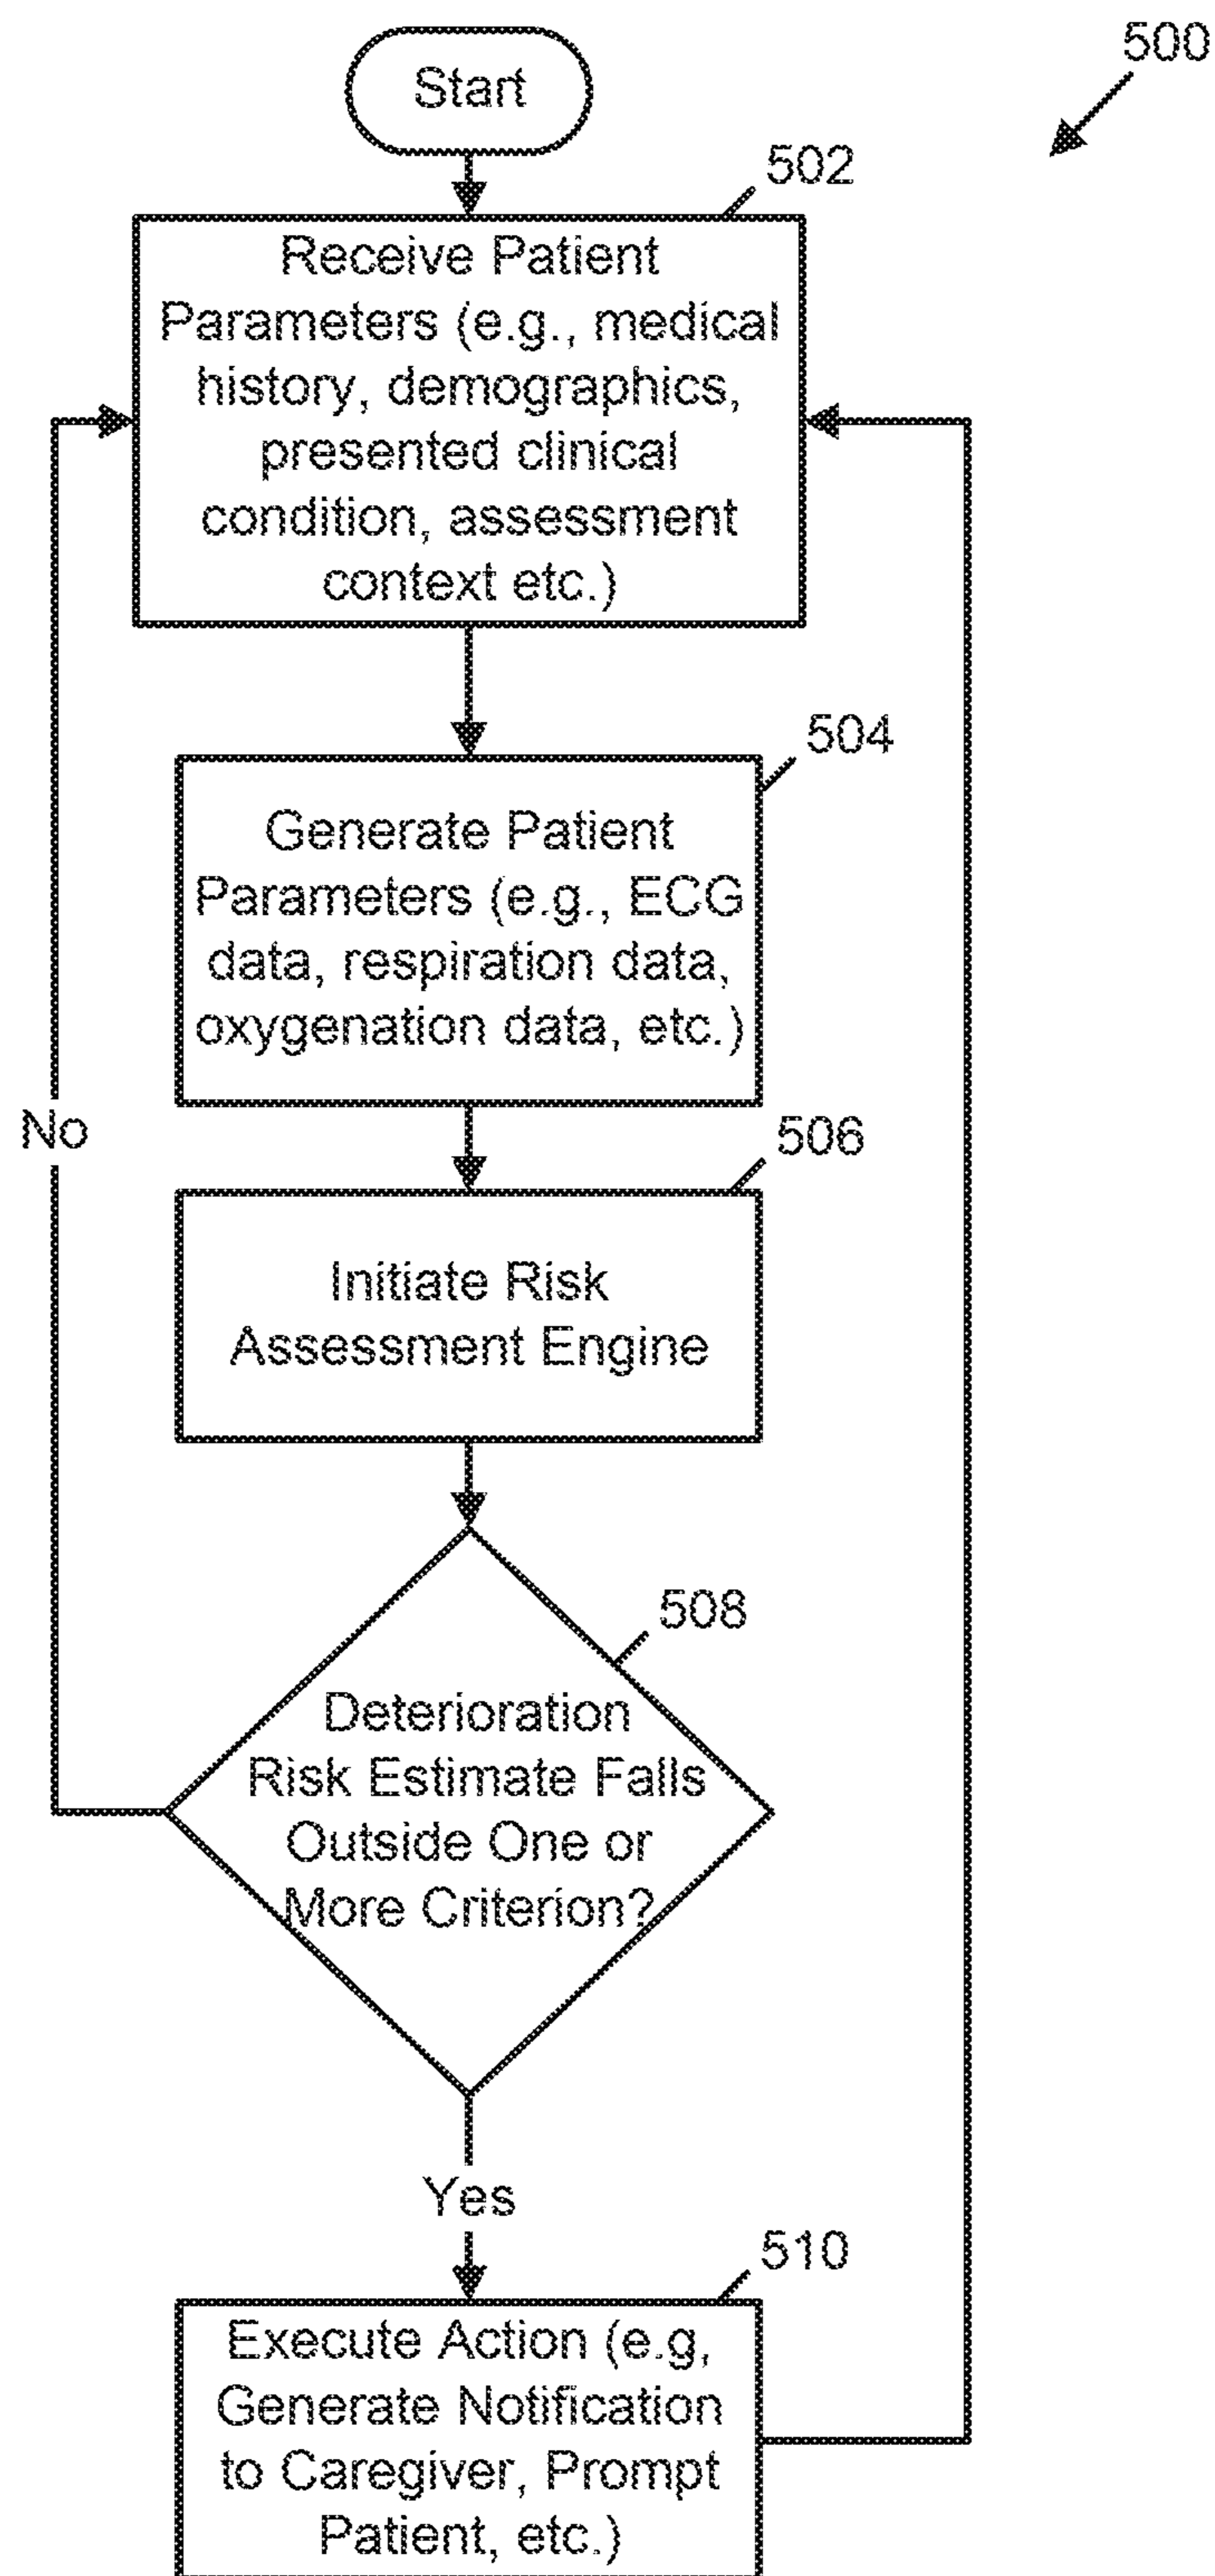 500
Start
502
Receive Patient
Parameters (e.g., medical
history, demographics,
presented clinical
condition, assessment
context etc.)
504
Generate Patient
Parameters (e.g., ECG
data, respiration data,
oxygenation data, etc.)
No
506
Initiate Risk
Assessment Engine
508
Deterioration
Risk Estimate Falls
Outside One or
More Criterion?
Yes
510
Execute Action (e.g,
Generate Notification
to Caregiver, Prompt
Patient, etc.)